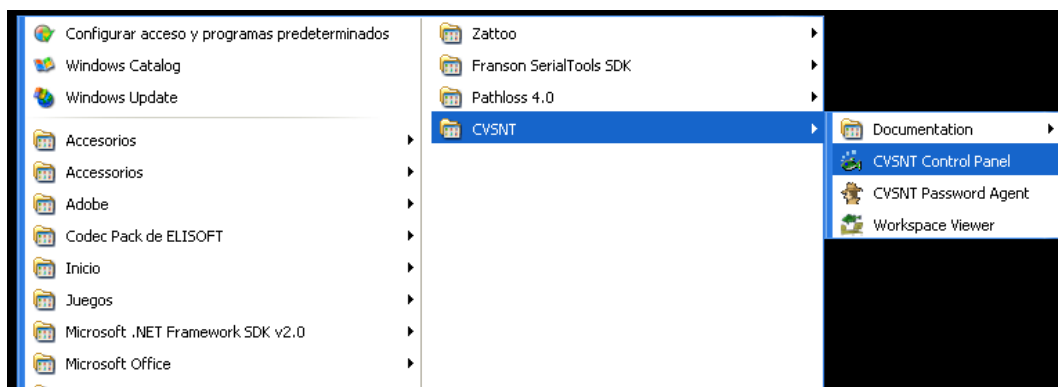 Configurar acceso y programas predeterminados
Windows Catalog
Windows Update
Accesorios
Accessorios
Adobe
Codec Pack de ELISOFT
Inicio
Juegos
Microsoft .NET Framework SDK v2.0
Microsoft Office
Zattoo
Franson SerialTools SDK
Pathloss 4.0
CVSNT
Documentation
CVSNT Control Panel
CVSNT Password Agent
Workspace Viewer